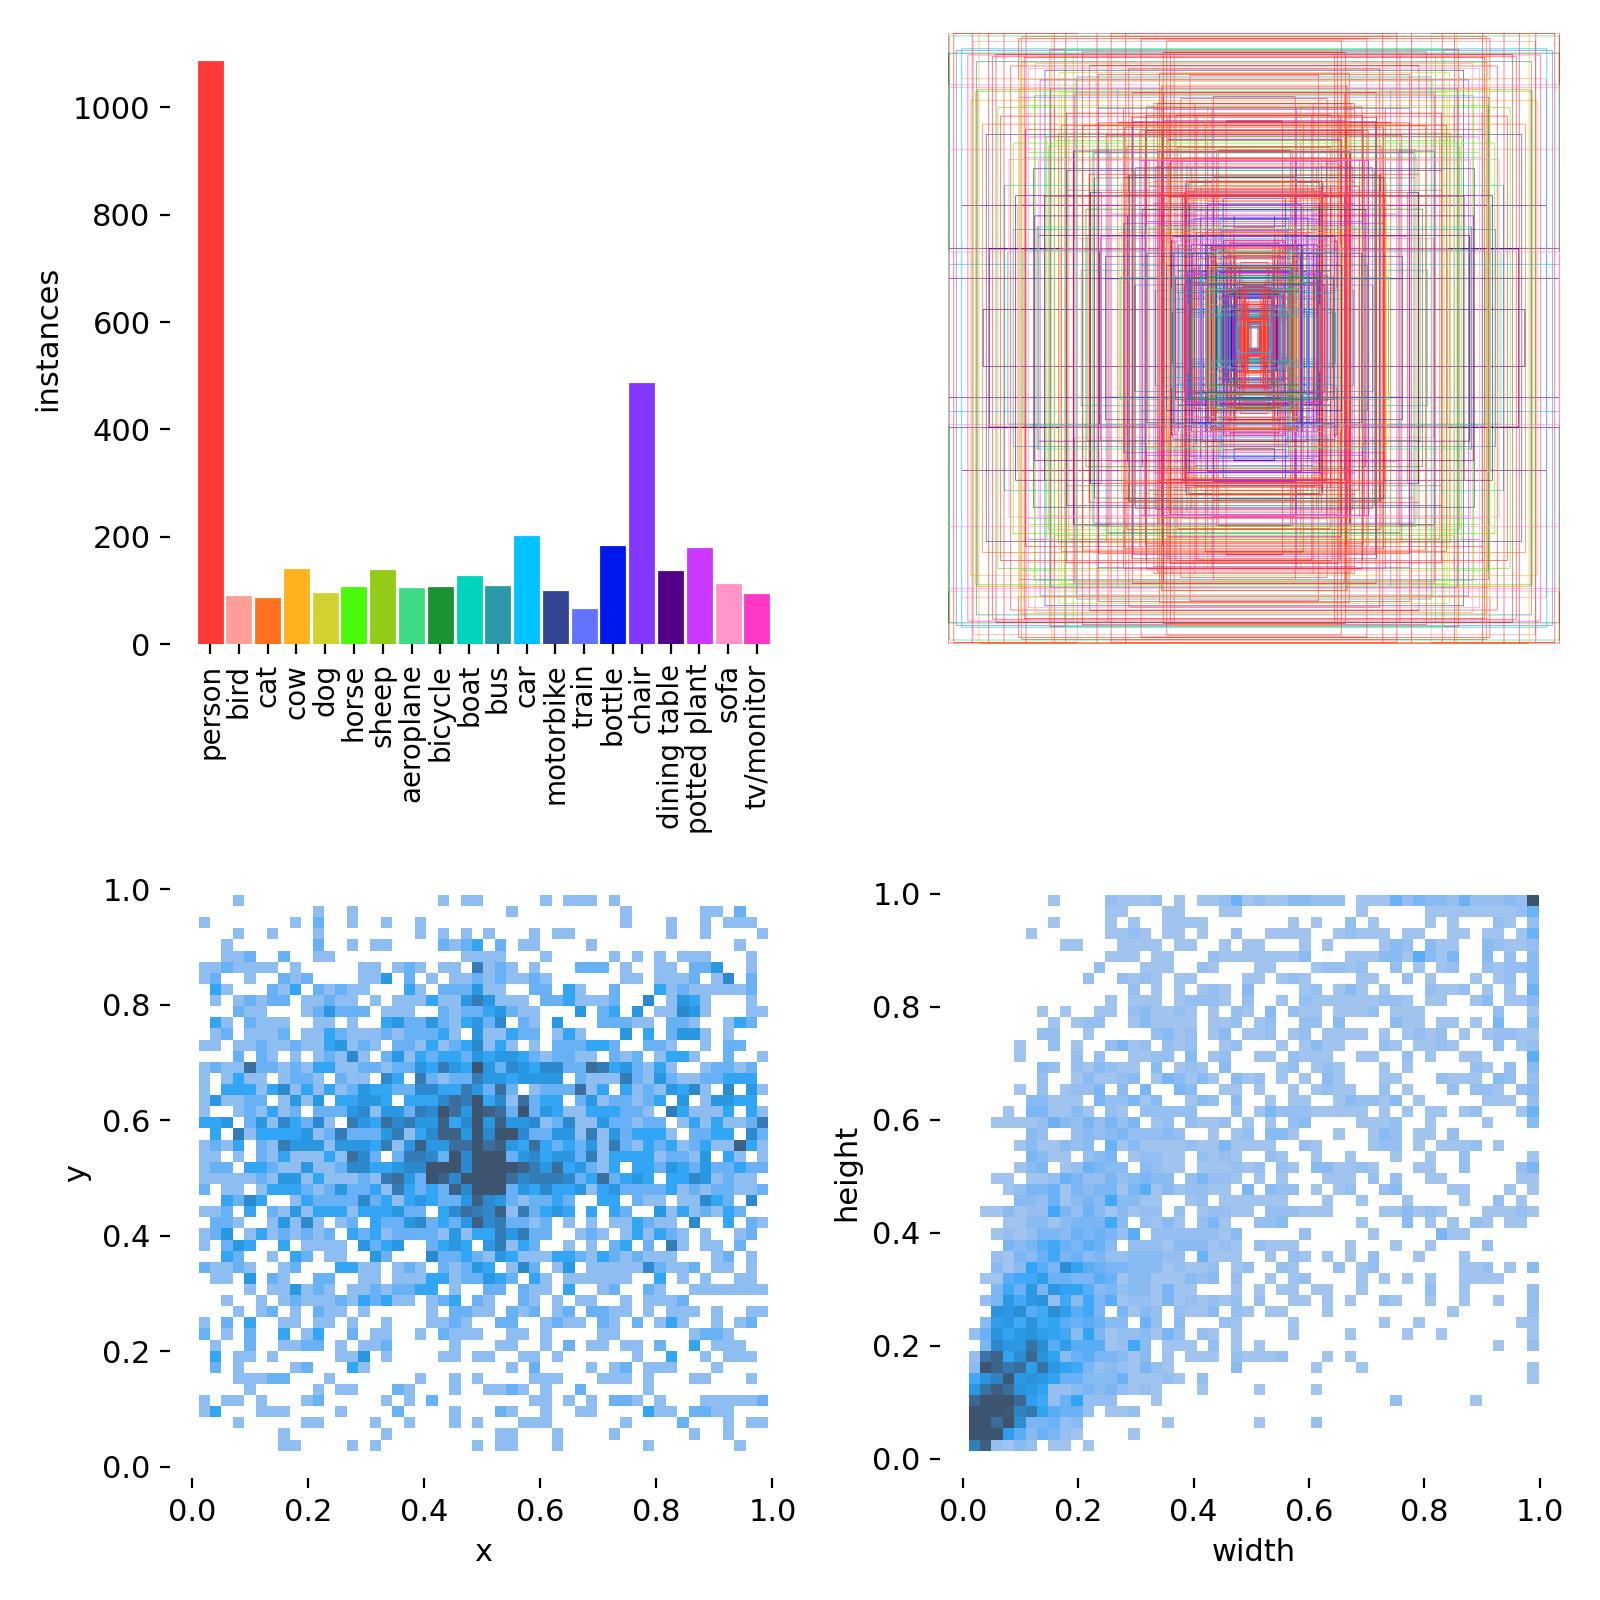 1000
800
600
400
200
0
instances
person
bird
cat
cow
dog
horse
sheep
aeroplane
bicycle
boat
bus
car
motorbike
train
bottle
chair
dining table
potted plant
sofa
tv/monitor
1.0
0.8
0.6
0.4
0.2
0.0
y
0.0 0.2 0.4 0.6 0.8 1.0
x
1.0
0.8
0.6
0.4
0.2
0.0
height
0.0 0.2 0.4 0.6 0.8 1.0
width